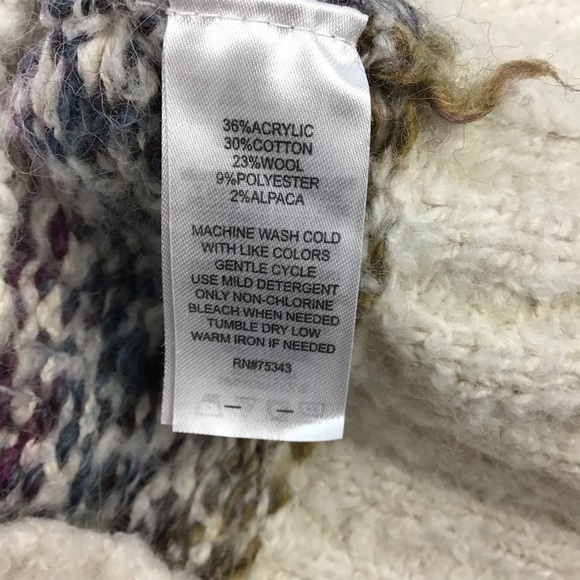 36%ACRYLIC
30%COTTON
23%WOOL
9%POLYESTER
2%ALPACA
MACHINE WASH COLD
WITH LIKE COLORS
GENTLE CYCLE
USE MILD DETERGENT
ONLY NON-CHLORINE
BLEACH WHEN NEEDED
TUMBLE DRY LOW
WARM IRON IF NEEDED
RN#75343